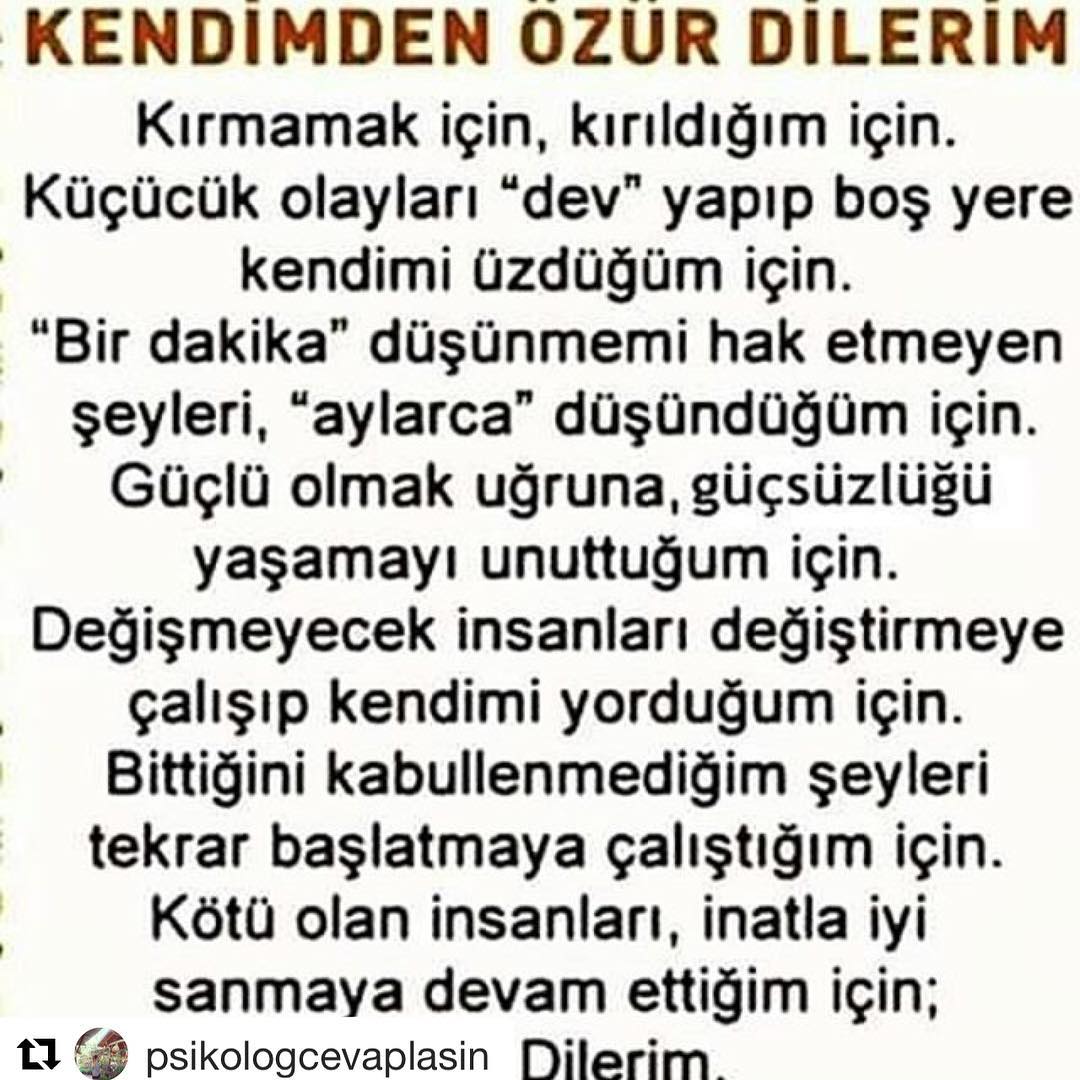 KENDİMDEN ÖZÜR DİLERİM
Kırmamak için, kırıldığım için.
Küçücük olayları “dev” yapıp boş yere
kendimi üzdüğüm için.
“Bir dakika” düşünmemi hak etmeyen
şeyleri, “aylarca” düşündüğüm için.
Güçlü olmak uğruna, güçsüzlüğü
yaşamayı unuttuğum için.
Değişmeyecek insanları değiştirmeye
çalışıp kendimi yorduğum için.
Bittiğini kabullenmediğim şeyleri
tekrar başlatmaya çalıştığım için.
Kötü olan insanları, inatla iyi
sanmaya devam ettiğim için;
Dilerim.
psikologcevaplasin